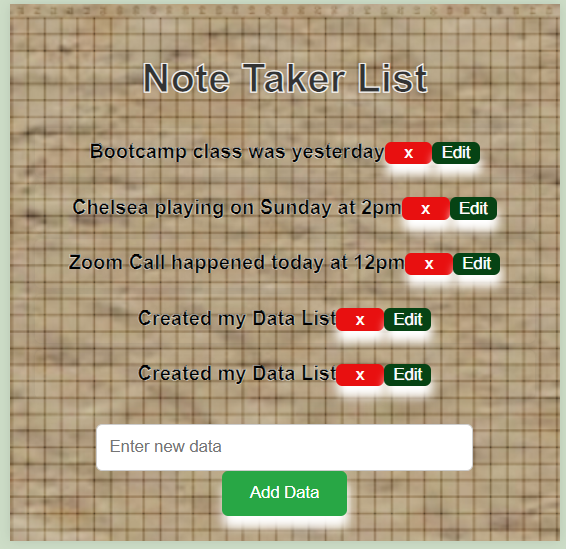 Note Taker List
Bootcamp class was yesterday x Edit
Chelsea playing on Sunday at 2pm x Edit
Zoom Call happened today at 12pm x Edit
Created my Data List x Edit
Created my Data List x Edit
Enter new data
Add Data